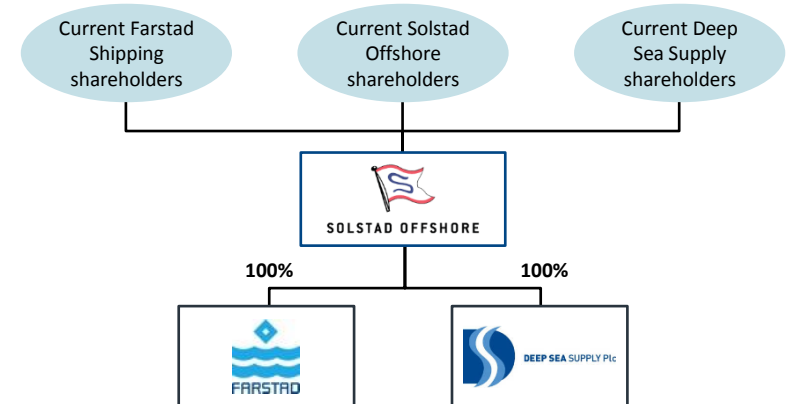 Current Farstad
Shipping
shareholders
Current Solstad
Offshore
shareholders
Current Deep
Sea Supply
shareholders
SOLSTAD OFFSHORE
100%
100%
FARSTAD
DEEP SEA SUPPLY Plc